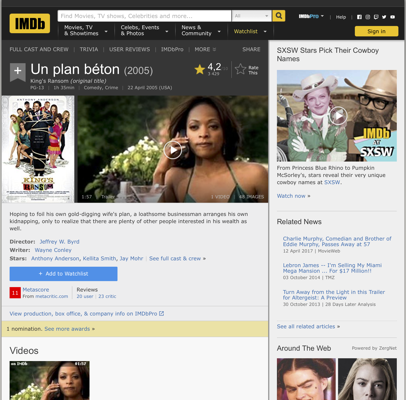 IMDb
Find Movies, TV shows, Celebrities and more...
All
Movies, TV
& Showtimes
Celebs, Events
& Photos
News &
Community
Watchlist
IMDbPro
Help
Sign in
FULL CAST AND CREW | TRIVIA | USER REVIEWS | IMDbPro | MORE
SHARE
Un plan béton (2005)
King's Ransom (original title)
PG-13 | 1h 35min | Comedy, Crime | 22 April 2005 (USA)
4,2
Rate
This
KING'S
RANSOM
1:57
1 VIDEO
IMAGES
Hoping to foil his own gold-digging wife's plan, a loathsome businessman arranges his own
kidnapping, only to realize that there are plenty of other people interested in his wealth as
well.
Director: Jeffrey W. Byrd
Writer: Wayne Conley
Stars: Anthony Anderson, Kellita Smith, Jay Mohr | See full cast & crew »
+ Add to Watchlist
11
Metascore
From metacritic.com
Reviews
20 user | 23 critic
View production, box office, & company info on IMDbPro
1 nomination. See more awards »
Videos
SXSW Stars Pick Their Cowboy
Names
IMDb
AT
SXSW
From Princess Blue Rhino to Pumpkin
McSorley's, stars reveal their very unique
cowboy names at SXSW.
Watch now »
Related News
Charlie Murphy, Comedian and Brother of
Eddie Murphy, Passes Away at 57
12 April 2017 | MovieWeb
Lebron James -- I'm Selling My Miami
Mega Mansion ... For $17 Million!!
03 October 2014 | TMZ
Turn Away from the Light in this Trailer
for Altergeist: A Preview
30 October 2013 | 28 Days Later Analysis
See all related articles »
Around The Web
Powered by ZergNet